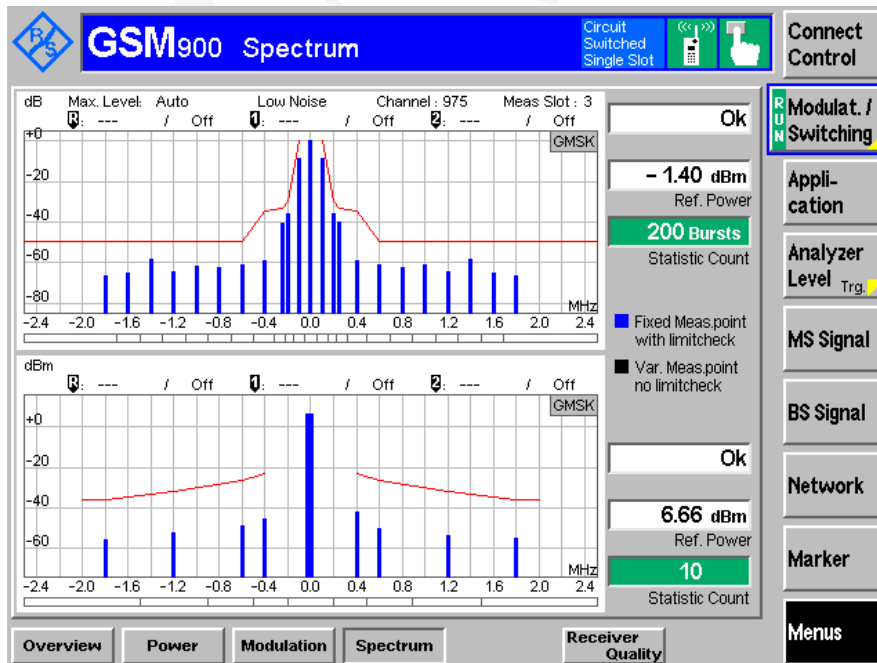 R&S
GSM900 Spectrum
Circuit
Switched
Single Slot
Connect
Control
dB Max. Level: Auto Low Noise Channel : 975 Meas Slot : 3
R: --- / Off 1: --- / Off 2: --- / Off
GMSK
+0
-20
-40
-60
-80
MHz
-2.4 -2.0 -1.6 -1.2 -0.8 -0.4 0.0 0.4 0.8 1.2 1.6 2.0 2.4
Ok
– 1.40 dBm
Ref. Power
200 Bursts
Statistic Count
Fixed Meas.point
with limitcheck
Var. Meas.point
no limitcheck
dBm
R: --- / Off 1: --- / Off 2: --- / Off
GMSK
+0
-20
-40
-60
MHz
-2.4 -2.0 -1.6 -1.2 -0.8 -0.4 0.0 0.4 0.8 1.2 1.6 2.0 2.4
Ok
6.66 dBm
Ref. Power
10
Statistic Count
RUN
Modulat. /
Switching
Appli-
cation
Analyzer
Level Trg.
MS Signal
BS Signal
Network
Marker
Menus
Overview Power Modulation Spectrum Receiver
Quality